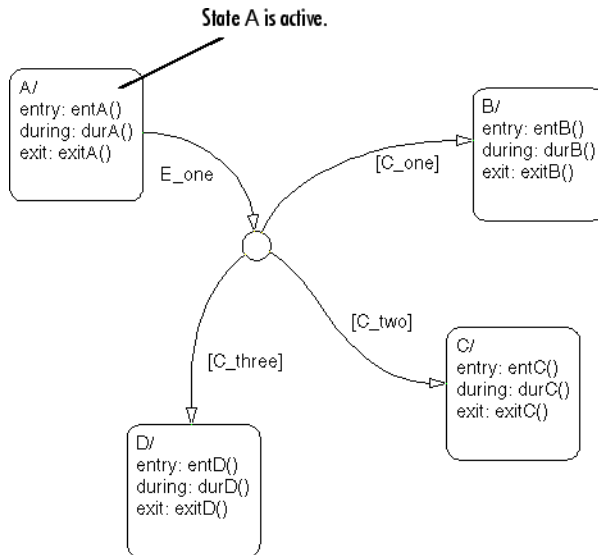 State A is active.
A/
entry: entA()
during: durA()
exit: exitA()
E_one
[C_one]
B/
entry: entB()
during: durB()
exit: exitB()
[C_two]
C/
entry: entC()
during: durC()
exit: exitC()
[C_three]
D/
entry: entD()
during: durD()
exit: exitD()